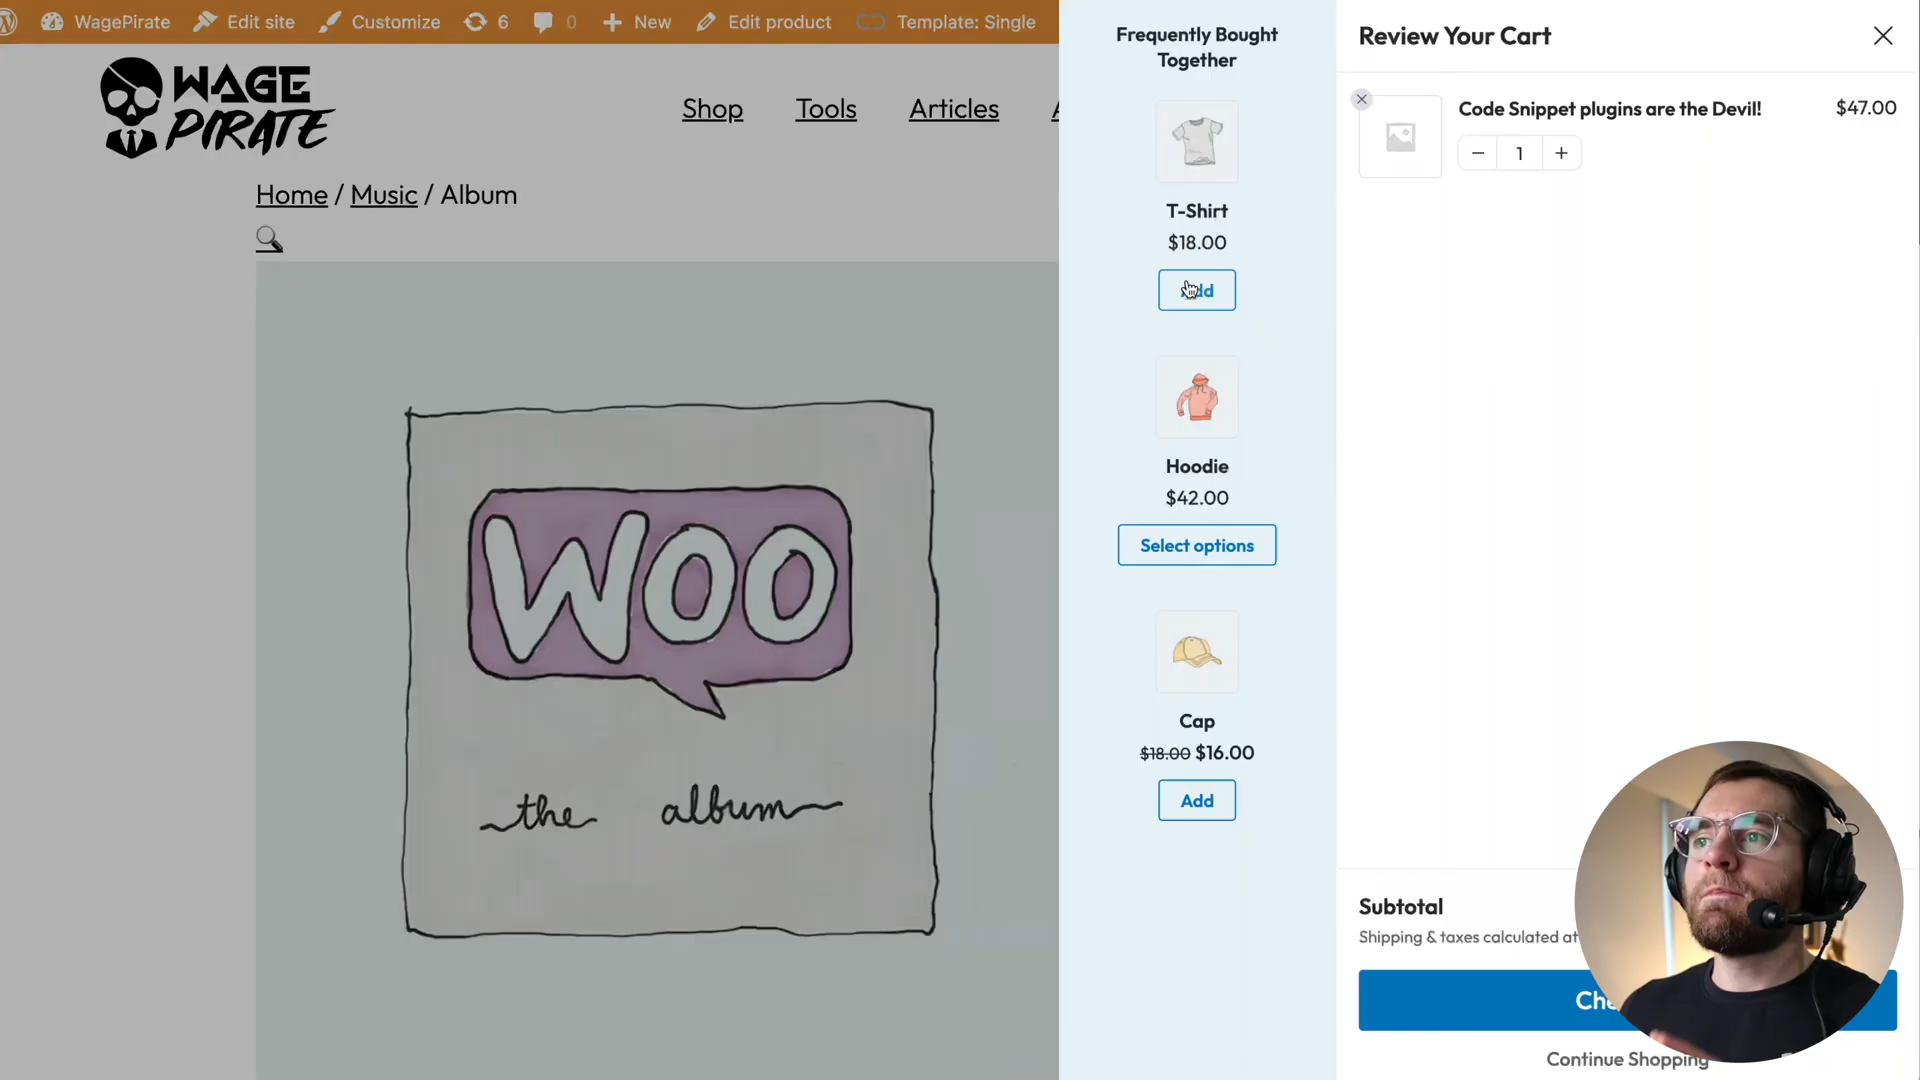 WagePirate Edit site Customize 6 0 New Edit product Template: Single
WAGE
PIRATE
Shop Tools Articles
Home / Music / Album
WOO
the album
Frequently Bought
Together
T-Shirt
$18.00
Add
Hoodie
$42.00
Select options
Cap
$18.00 $16.00
Add
Review Your Cart
Code Snippet plugins are the Devil!
$47.00
1
Subtotal
Shipping & taxes calculated at
Continue Shopping